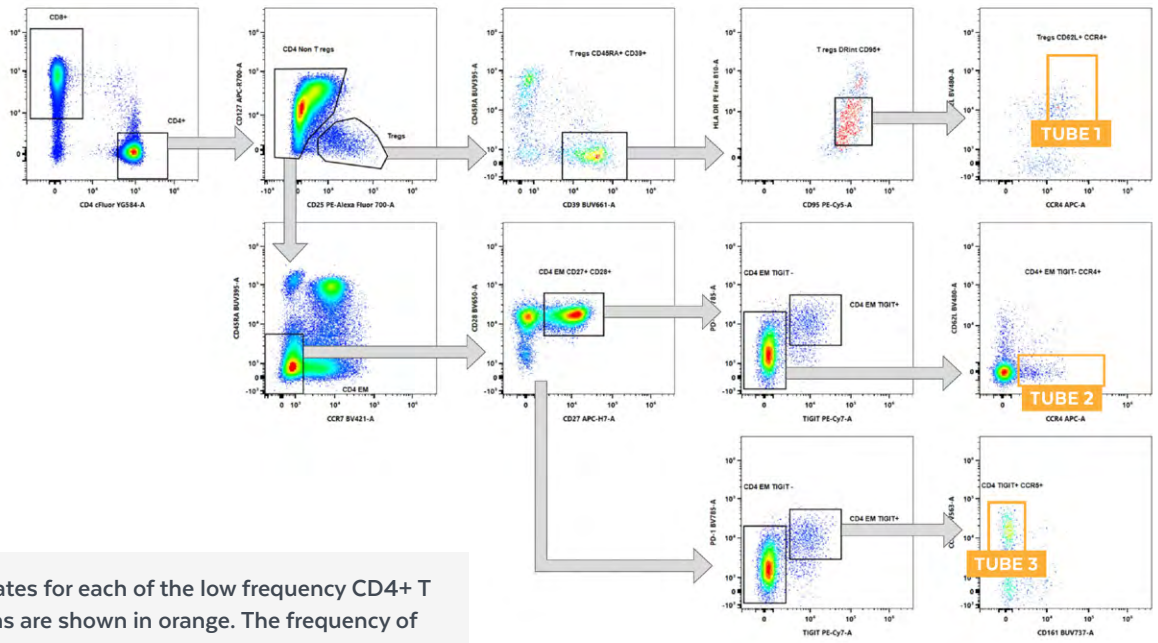 CD8+
CD4+
CD4 cFluor YG584-A
CD4 Non T regs
Tregs
CD127 APC-R700-A
CD25 PE-Alexa Fluor 700-A
T regs CD45RA+ CD39+
CD45RA BUV395-A
CD39 BUV661-A
T regs DRint CD95+
HLA DR PE Fire 810-A
CD95 PE-Cy5-A
Tregs CD62L+ CCR4+
BV480-A
TUBE 1
CCR4 APC-A
CD45RA BUV395-A
CD4 EM
CCR7 BV421-A
CD4 EM CD27+ CD28+
CD28 BV650-A
CD27 APC-H7-A
CD4 EM TIGIT -
CD4 EM TIGIT+
TIGIT PE-Cy7-A
CD4+ EM TIGIT- CCR4+
CD62L BV480-A
TUBE 2
CCR4 APC-A
CD4 EM TIGIT -
CD4 EM TIGIT+
PD-1 BV785-A
TIGIT PE-Cy7-A
TUBE 3
CD161 BUV737-A
ates for each of the low frequency CD4+ T
ns are shown in orange. The frequency of